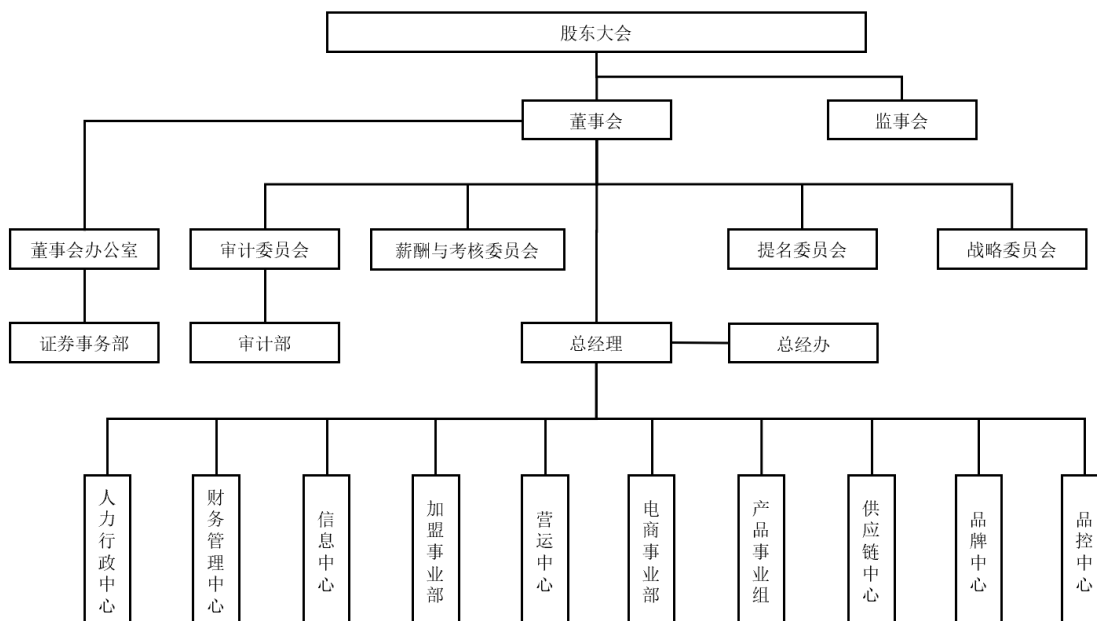 股东大会
董事会
监事会
董事会办公室
审计委员会
薪酬与考核委员会
提名委员会
战略委员会
证券事务部
审计部
总经理
总经办
人力行政中心
财务管理中心
信息中心
加盟事业部
营运中心
电商事业部
产品事业组
供应链中心
品牌中心
品控中心